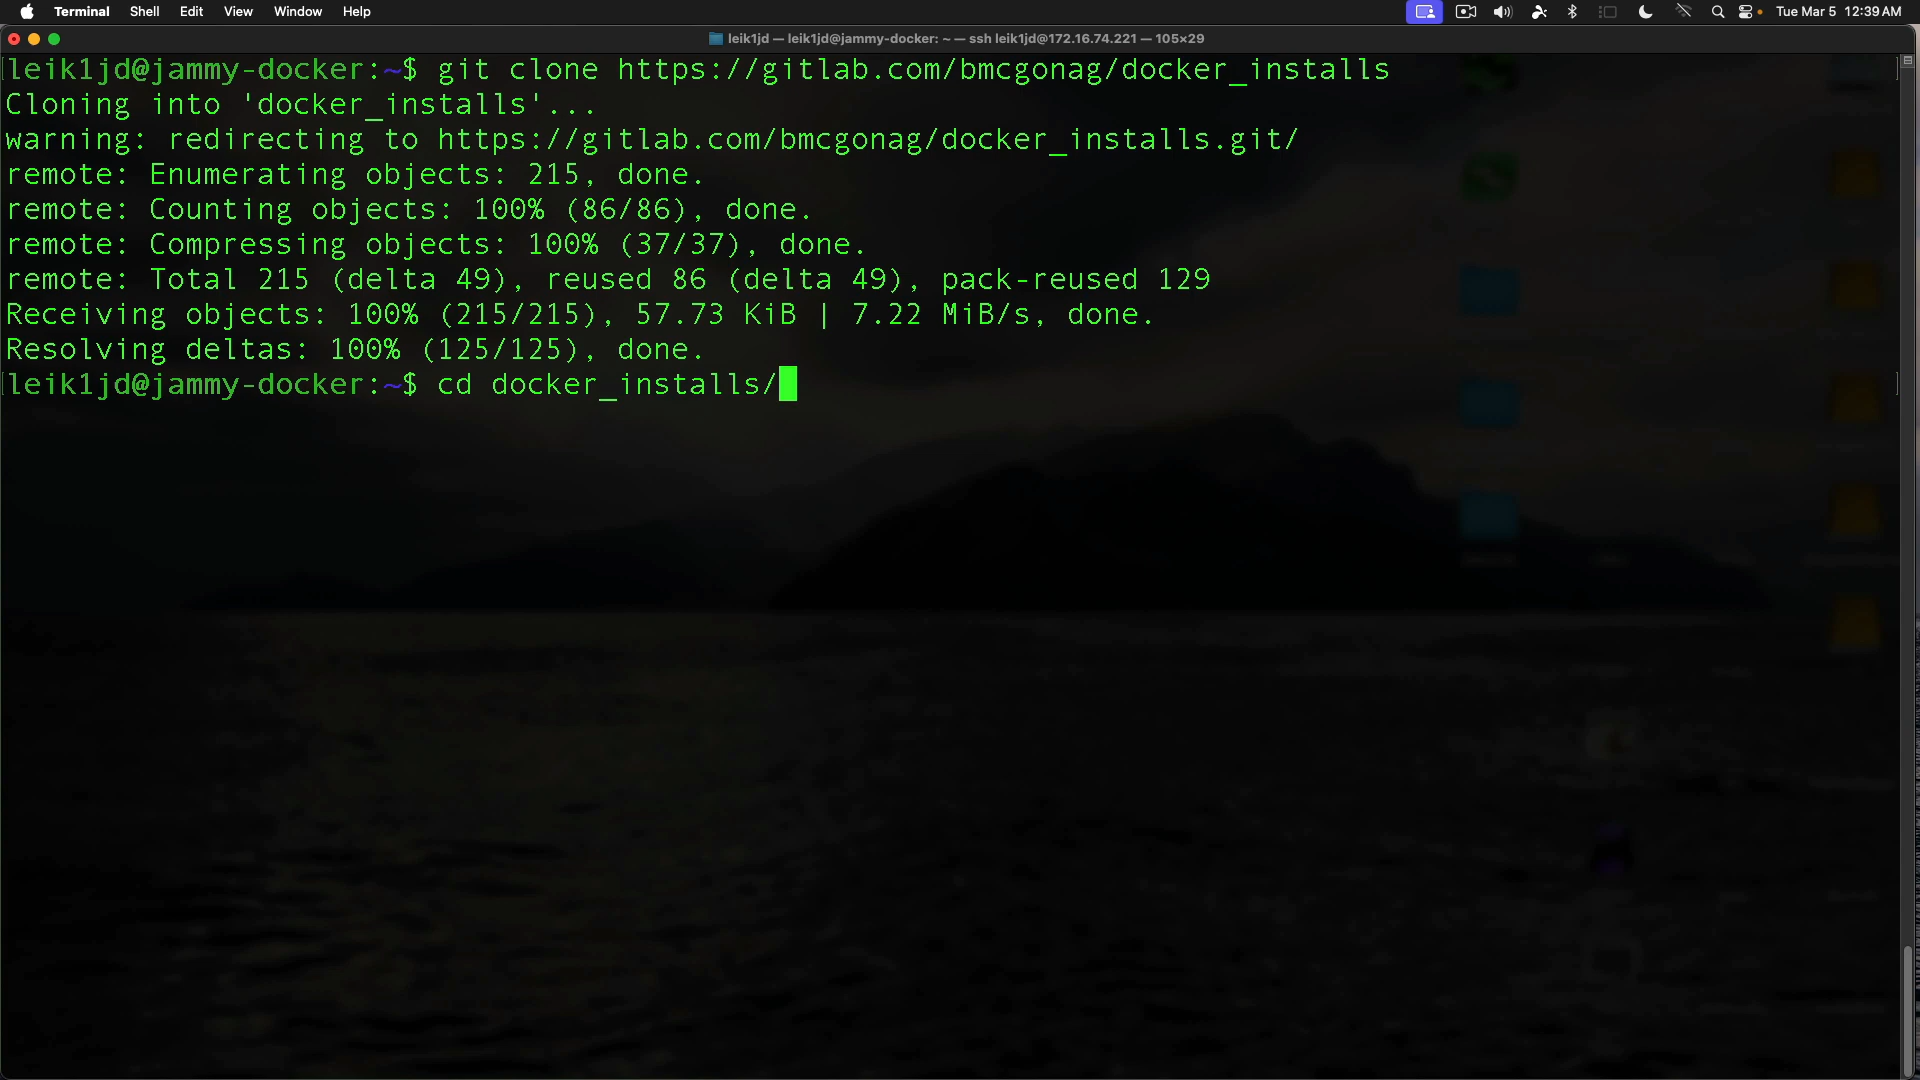 Terminal Shell Edit View Window Help Tue Mar 5 12:39 AM
leik1jd — leik1jd@jammy-docker: ~ — ssh leik1jd@172.16.74.221 — 105×29
leik1jd@jammy-docker:~$ git clone https://gitlab.com/bmcgonag/docker_installs
Cloning into 'docker_installs'...
warning: redirecting to https://gitlab.com/bmcgonag/docker_installs.git/
remote: Enumerating objects: 215, done.
remote: Counting objects: 100% (86/86), done.
remote: Compressing objects: 100% (37/37), done.
remote: Total 215 (delta 49), reused 86 (delta 49), pack-reused 129
Receiving objects: 100% (215/215), 57.73 KiB | 7.22 MiB/s, done.
Resolving deltas: 100% (125/125), done.
leik1jd@jammy-docker:~$ cd docker_installs/